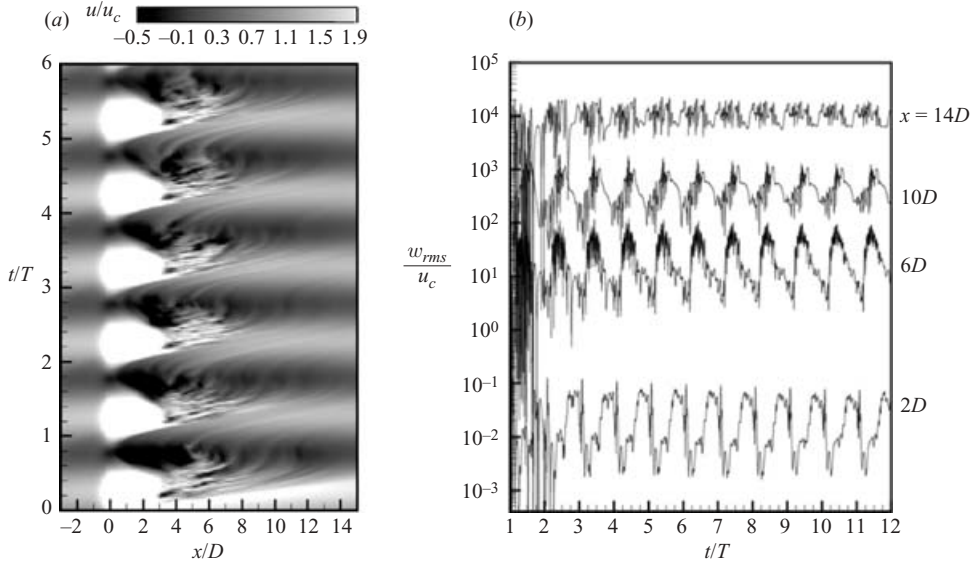 (a) u/u_c
−0.5 −0.1 0.3 0.7 1.1 1.5 1.9
6
5
4
t/T
3
2
1
0
−2 0 2 4 6 8 10 12 14
x/D
(b)
10^5
10^4
10^3
10^2
w_rms/u_c
10^1
10^0
10^−1
10^−2
10^−3
x = 14D
10D
6D
2D
1 2 3 4 5 6 7 8 9 10 11 12
t/T